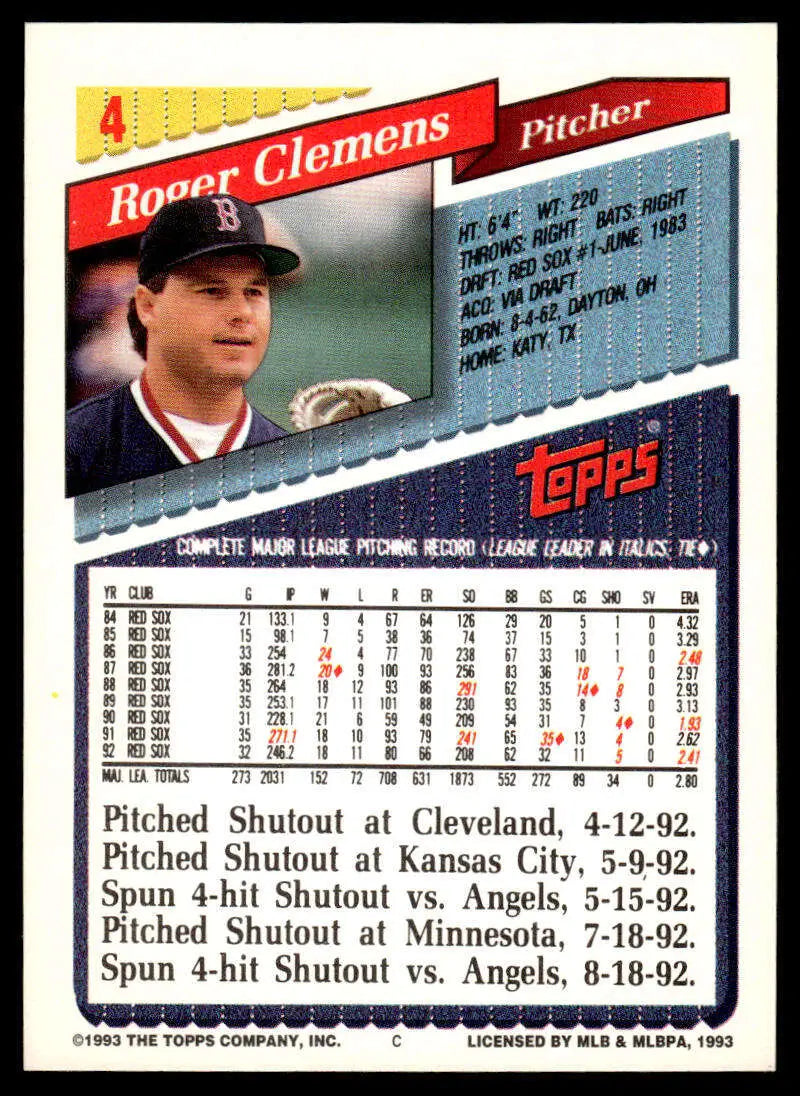 4
Roger Clemens
Pitcher
B
HT: 6'4" WT: 220
THROWS: RIGHT BATS: RIGHT
DRFT: RED SOX #1-JUNE, 1983
ACQ: VIA DRAFT
BORN: 8-4-62, DAYTON, OH
HOME: KATY, TX
TOPPS®
COMPLETE MAJOR LEAGUE PITCHING RECORD (LEAGUE LEADER IN ITALICS, TIE♦)
YR CLUB G IP W L R ER SO BB GS CG SHO SV ERA
84 RED SOX 21 133.1 9 4 67 64 126 29 20 5 1 0 4.32
85 RED SOX 15 98.1 7 5 38 36 74 37 15 3 1 0 3.29
86 RED SOX 33 254 24 4 77 70 238 67 33 10 1 0 2.48
87 RED SOX 36 281.2 20♦ 9 100 93 256 83 36 18 7 0 2.97
88 RED SOX 35 264 18 12 93 86 291 62 35 14♦ 8 0 2.93
89 RED SOX 35 253.1 17 11 101 88 230 93 35 8 3 0 3.13
90 RED SOX 31 228.1 21 6 59 49 209 54 31 7 4♦ 0 1.93
91 RED SOX 35 271.1 18 10 93 79 241 65 35♦ 13 4 0 2.62
92 RED SOX 32 246.2 18 11 80 66 208 62 32 11 5 0 2.41
MAJ. LEA. TOTALS 273 2031 152 72 708 631 1873 552 272 89 34 0 2.80
Pitched Shutout at Cleveland, 4-12-92.
Pitched Shutout at Kansas City, 5-9-92.
Spun 4-hit Shutout vs. Angels, 5-15-92.
Pitched Shutout at Minnesota, 7-18-92.
Spun 4-hit Shutout vs. Angels, 8-18-92.
©1993 THE TOPPS COMPANY, INC. C LICENSED BY MLB & MLBPA, 1993